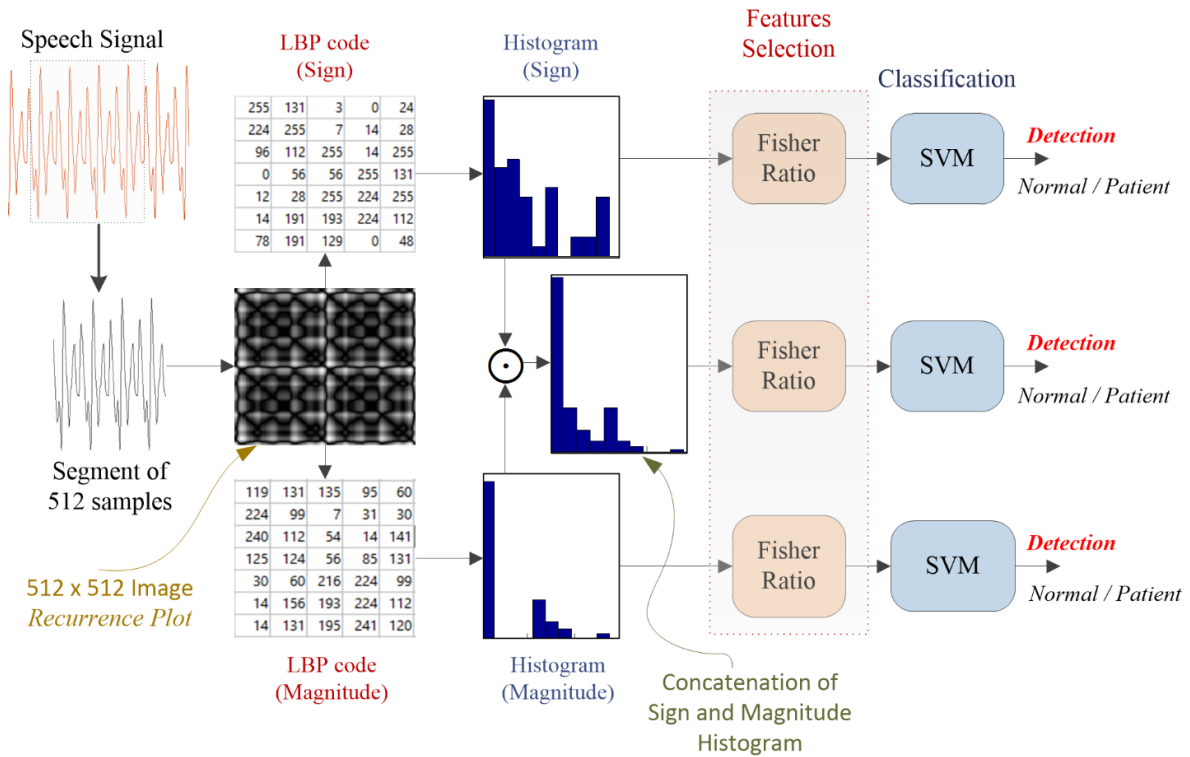 Speech Signal
Segment of
512 samples
512 x 512 Image
Recurrence Plot
LBP code
(Sign)
255 131 3 0 24
224 255 7 14 28
96 112 255 14 255
0 56 56 255 131
12 28 255 224 255
14 191 193 224 112
78 191 129 0 48
119 131 135 95 60
224 99 7 31 30
240 112 54 14 141
125 124 56 85 131
30 60 216 224 99
14 156 193 224 112
14 131 195 241 120
LBP code
(Magnitude)
Histogram
(Sign)
Histogram
(Magnitude)
Concatenation of
Sign and Magnitude
Histogram
Features
Selection
Classification
Fisher
Ratio
SVM
Detection
Normal / Patient
Fisher
Ratio
SVM
Detection
Normal / Patient
Fisher
Ratio
SVM
Detection
Normal / Patient